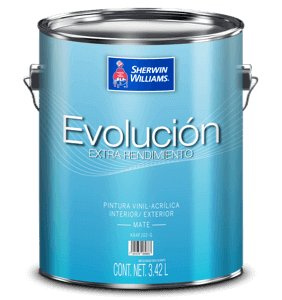 SHERWIN
WILLIAMS
Evolución
EXTRA RENDIMIENTO
PINTURA VINIL-ACRÍLICA
INTERIOR/ EXTERIOR
MATE
CONT. NET. 3.42 L